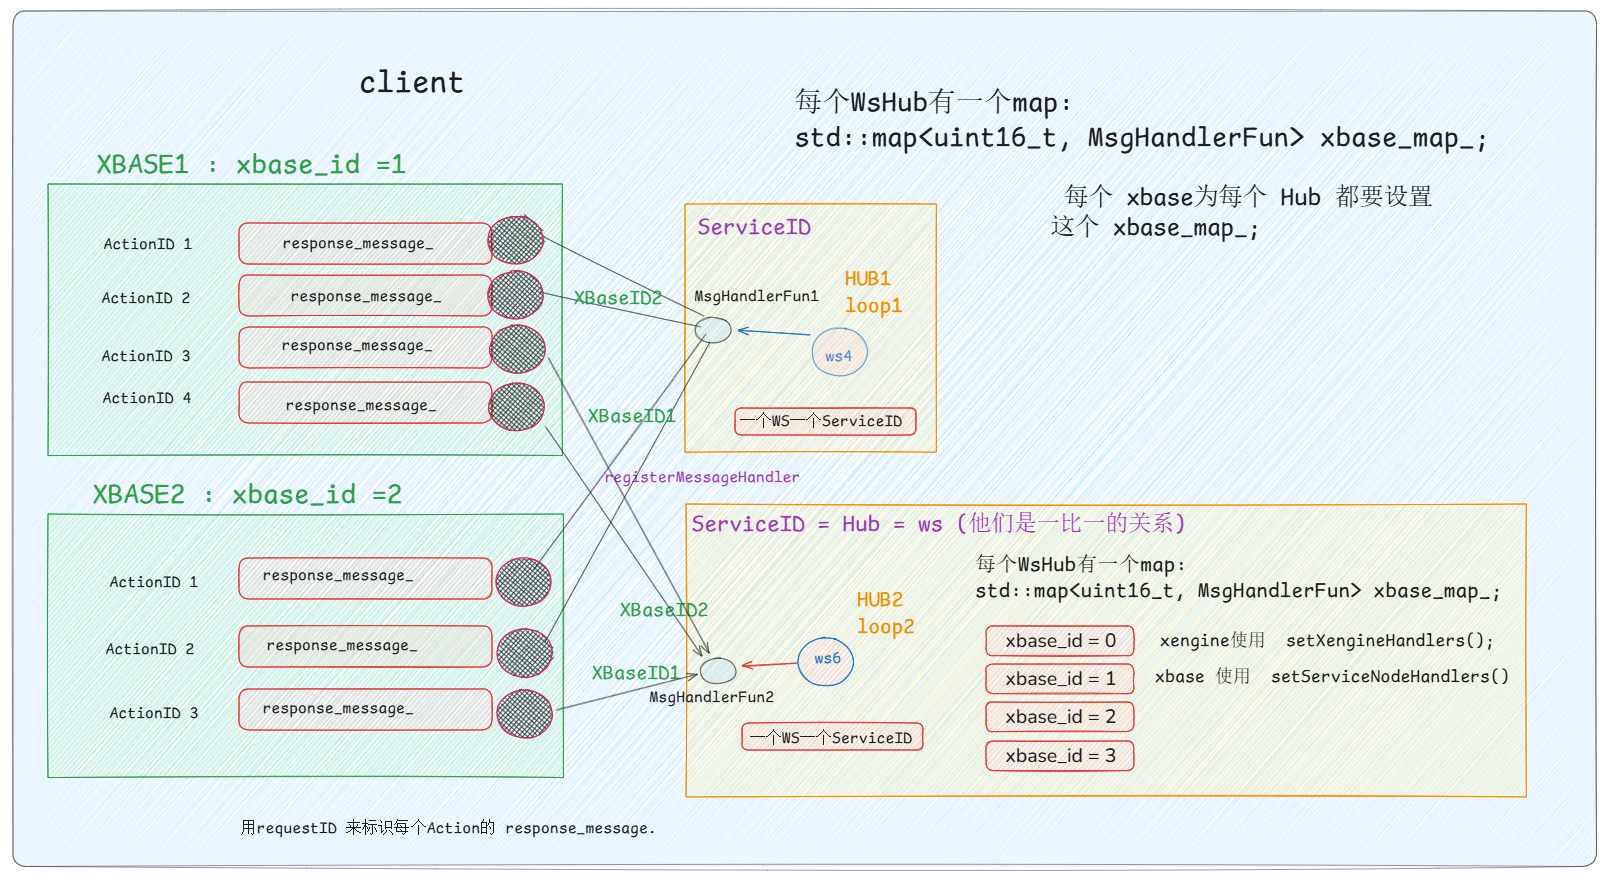 client
每个WsHub有一个map:
std::map<uint16_t, MsgHandlerFun> xbase_map_;
每个 xbase为每个 Hub 都要设置
这个 xbase_map_;
XBASE1 : xbase_id =1
ActionID 1
response_message_
ActionID 2
response_message_
ActionID 3
response_message_
ActionID 4
response_message_
XBaseID2
XBaseID1
registerMessageHandler
ServiceID
HUB1
loop1
MsgHandlerFun1
ws4
一个WS一个ServiceID
XBASE2 : xbase_id =2
ActionID 1
response_message_
ActionID 2
response_message_
ActionID 3
response_message_
XBaseID2
XBaseID1
ServiceID = Hub = ws (他们是一比一的关系)
每个WsHub有一个map:
std::map<uint16_t, MsgHandlerFun> xbase_map_;
HUB2
loop2
ws6
MsgHandlerFun2
一个WS一个ServiceID
xbase_id = 0
xengine使用 setXengineHandlers();
xbase_id = 1
xbase 使用 setServiceNodeHandlers()
xbase_id = 2
xbase_id = 3
用requestID 来标识每个Action的 response_message.